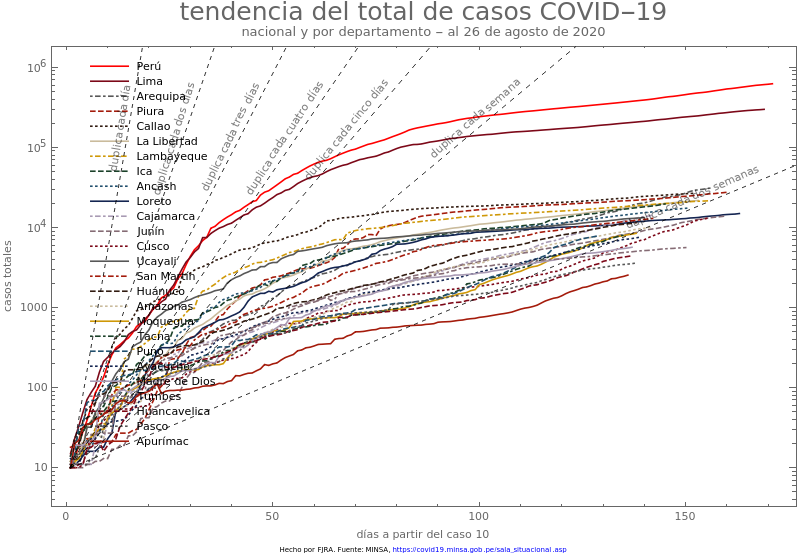 tendencia del total de casos COVID−19
nacional y por departamento − al 26 de agosto de 2020
casos totales
10⁶
10⁵
10⁴
1000
100
10
0
50
100
150
días a partir del caso 10
Perú
Lima
Arequipa
Piura
Callao
La Libertad
Lambayeque
Ica
Ancash
Loreto
Cajamarca
Junín
Cusco
Ucayali
San Martín
Huánuco
Amazonas
Moquegua
Tacna
Puno
Ayacucho
Madre de Dios
Tumbes
Huancavelica
Pasco
Apurímac
duplica cada día
duplica cada dos días
duplica cada tres días
duplica cada cuatro días
duplica cada cinco días
duplica cada semana
duplica cada dos semanas
Hecho por FJRA. Fuente: MINSA, https://covid19.minsa.gob.pe/sala_situacional.asp